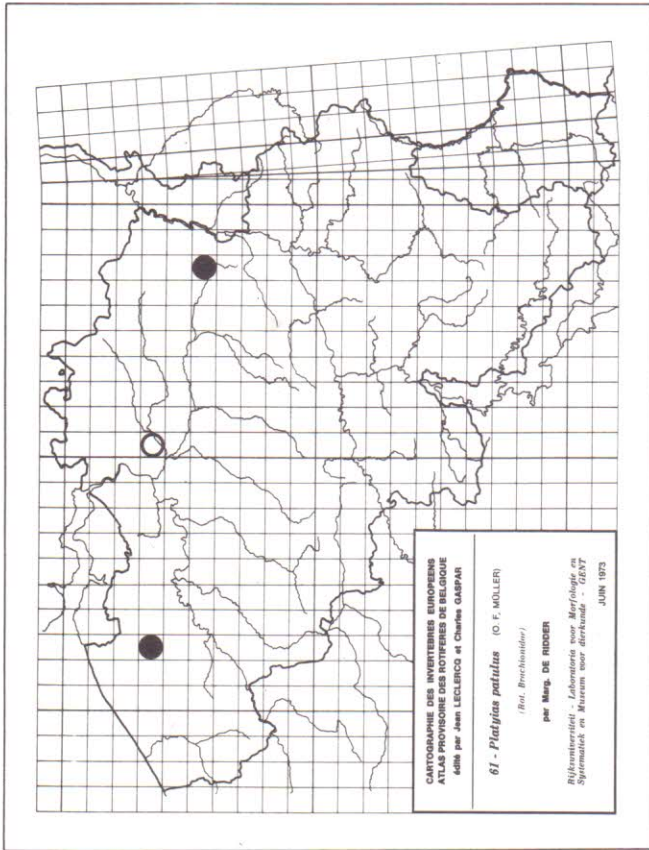 CARTOGRAPHIE DES INVERTEBRES EUROPEENS
ATLAS PROVISOIRE DES ROTIFERES DE BELGIQUE
édité par Jean LECLERCQ et Charles GASPAR
61 - Platyias patulus (O. F. MÜLLER)
(Rot. Brachionidae)
par Marg. DE RIDDER
Rijksuniversiteit - Laboratoria voor Morfologie en
Systematiek en Museum voor dierkunde - GENT
JUIN 1973